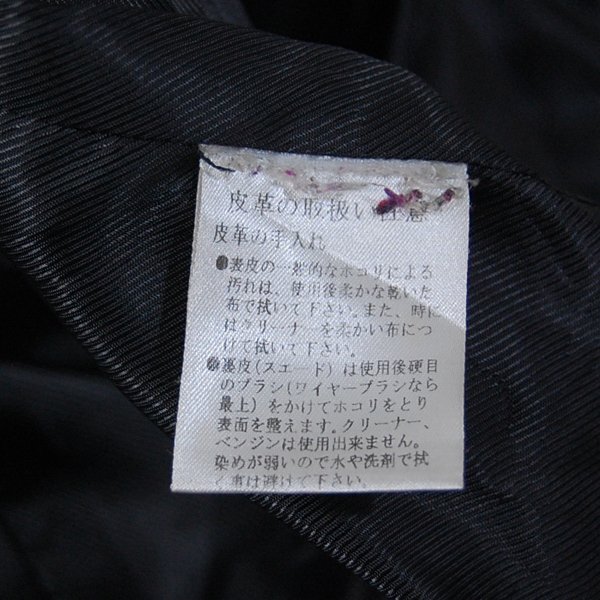 皮革の取扱い注意
皮革の手入れ
●表皮の一般的なホコリによる
汚れは、使用後柔かな乾いた
布で拭いて下さい。また、時に
はクリーナーを柔かい布につ
けて拭いて下さい。
●裏皮(スエード)は使用後硬目
のブラシ(ワイヤーブラシなら
最上)をかけてホコリをとり
表面を整えます。クリーナー、
ベンジンは使用出来ません。
染めが弱いので水や洗剤で拭
く事は避けて下さい。